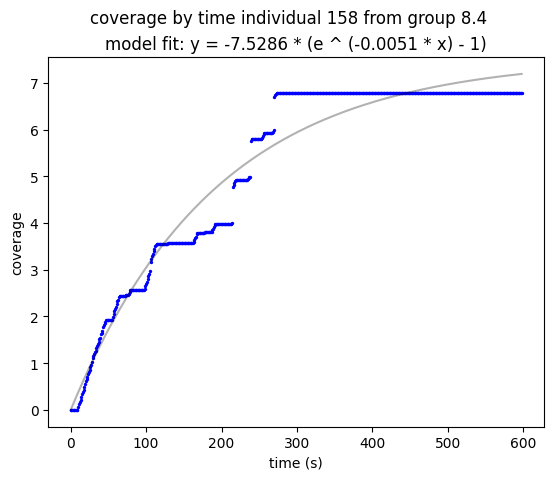 coverage by time individual 158 from group 8.4
model fit: y = -7.5286 * (e ^ (-0.0051 * x) - 1)
7
6
5
4
3
2
1
0
coverage
0 100 200 300 400 500 600
time (s)